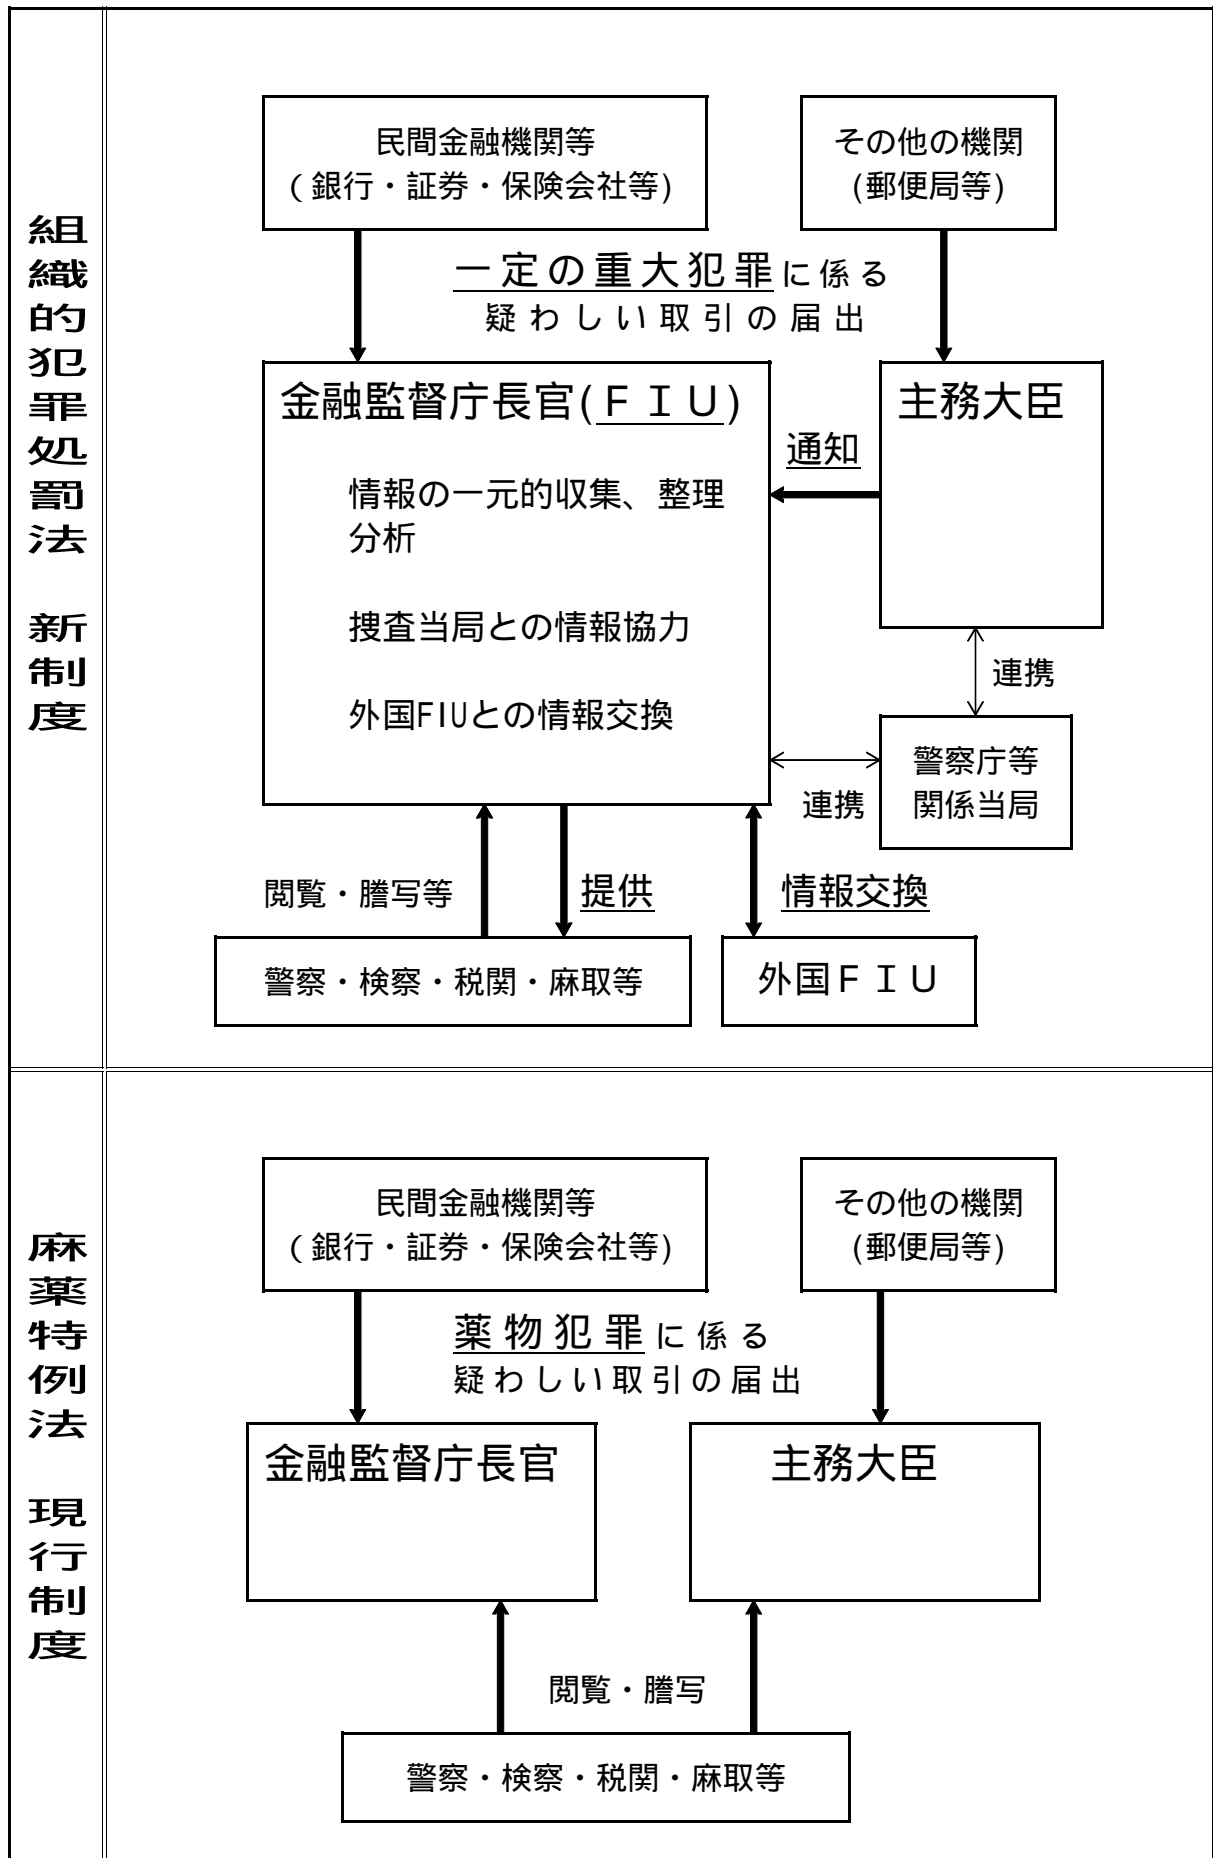 組織的犯罪処罰法 新制度
民間金融機関等
(銀行・証券・保険会社等)
その他の機関
(郵便局等)
一定の重大犯罪に係る
疑わしい取引の届出
金融監督庁長官(ＦＩＵ)
主務大臣
通知
情報の一元的収集、整理
分析
捜査当局との情報協力
外国FIUとの情報交換
連携
警察庁等
関係当局
連携
閲覧・謄写等
提供
情報交換
警察・検察・税関・麻取等
外国ＦＩＵ
麻薬特例法 現行制度
民間金融機関等
(銀行・証券・保険会社等)
その他の機関
(郵便局等)
薬物犯罪に係る
疑わしい取引の届出
金融監督庁長官
主務大臣
閲覧・謄写
警察・検察・税関・麻取等